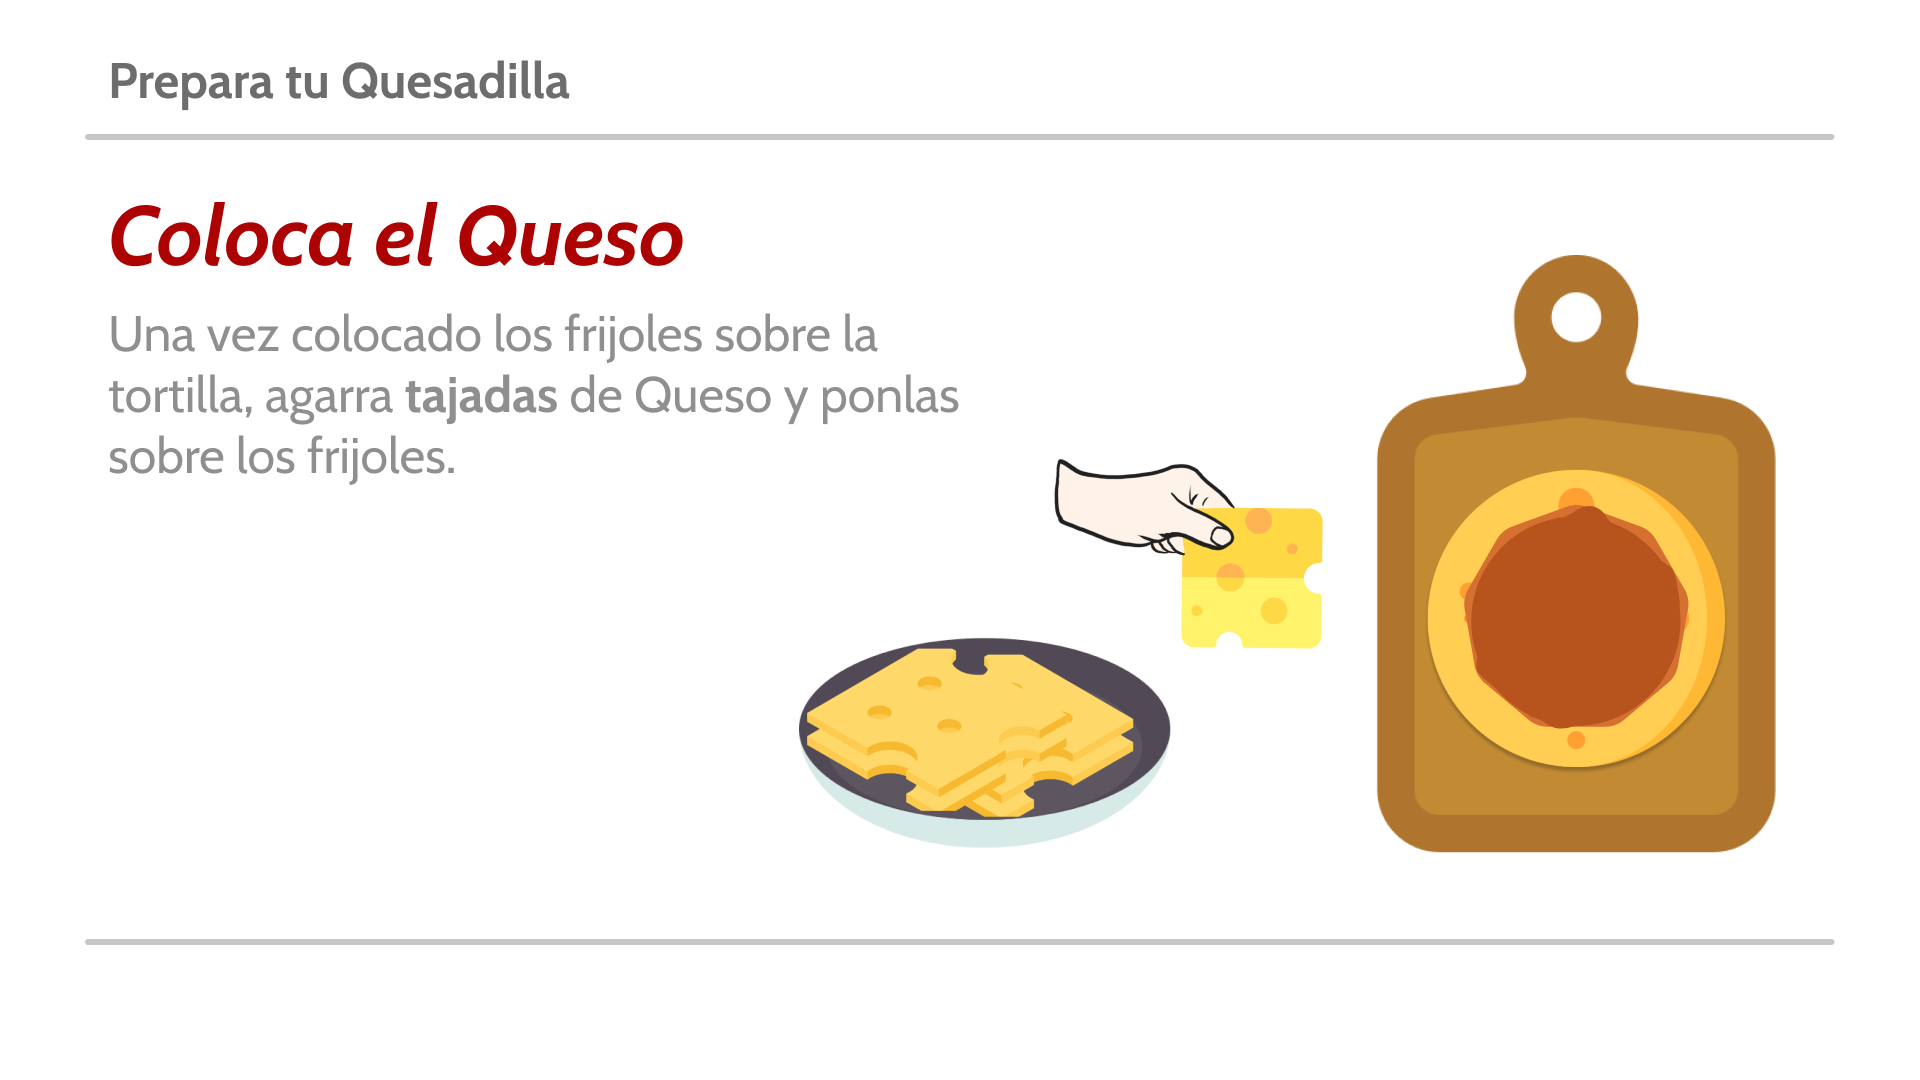 Prepara tu Quesadilla
Coloca el Queso
Una vez colocado los frijoles sobre la
tortilla, agarra tajadas de Queso y ponlas
sobre los frijoles.